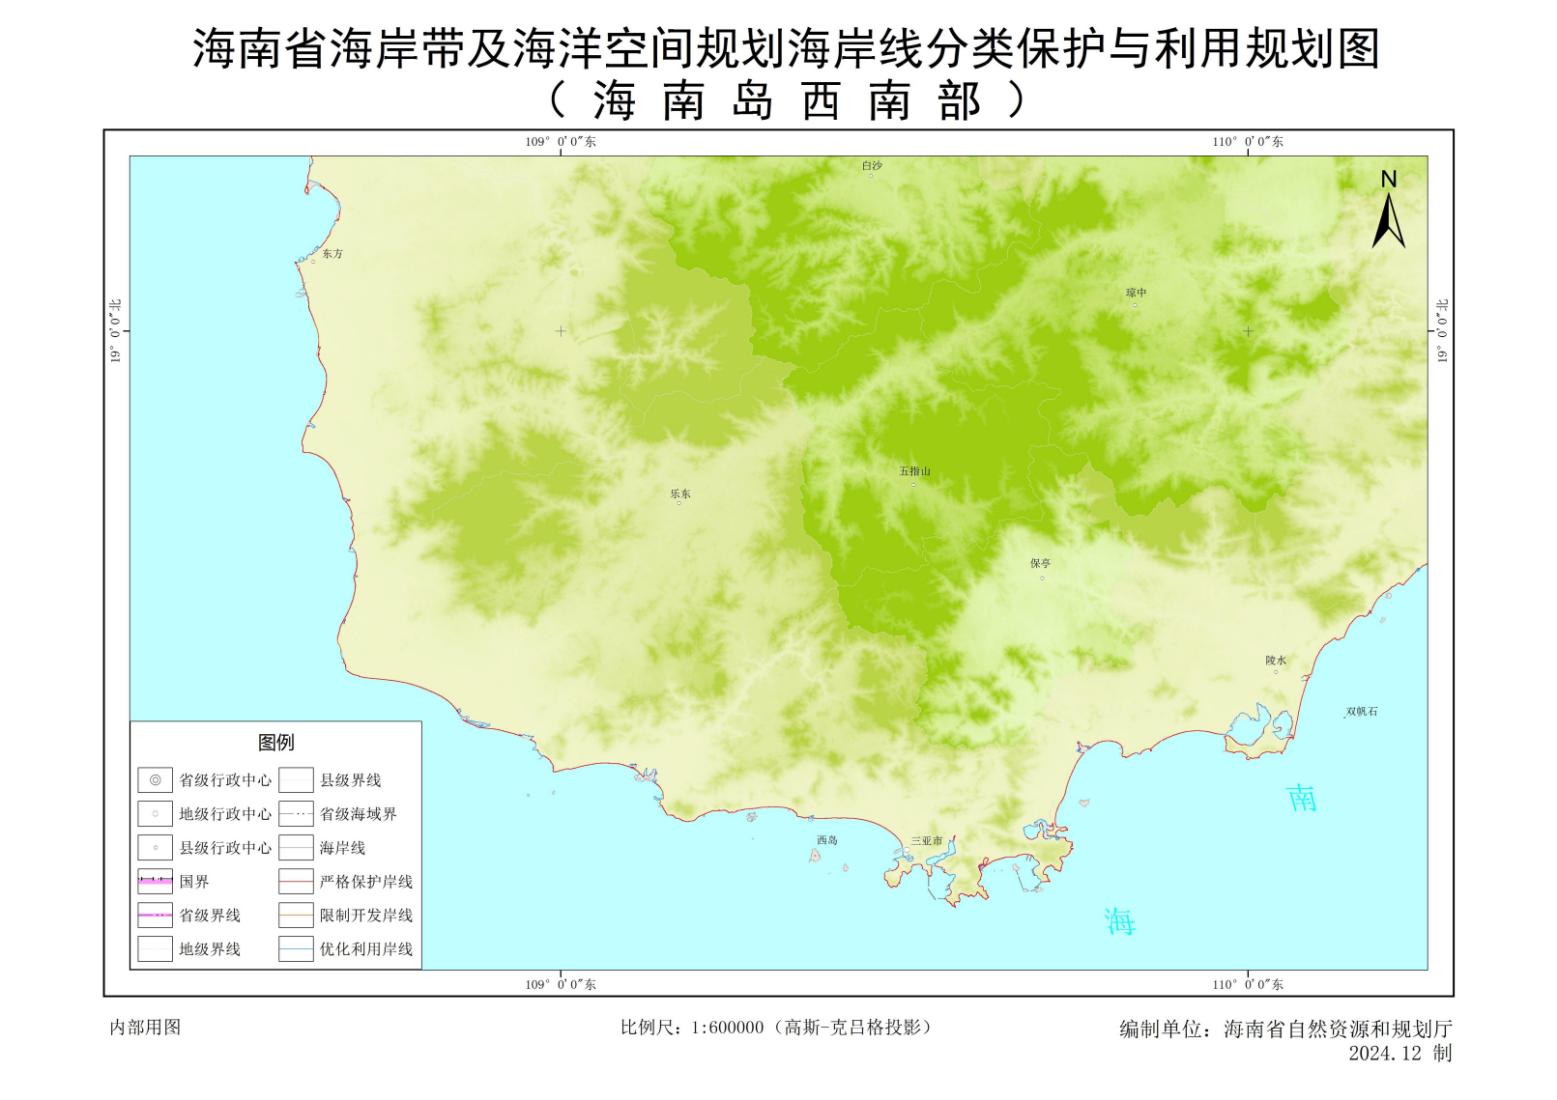 海南省海岸带及海洋空间规划海岸线分类保护与利用规划图
（海南岛西南部）
109° 0′0″东
110° 0′0″东
N
白沙
东方
琼中
19° 0′0″北
19° 0′0″北
五指山
乐东
保亭
陵水
双帆石
南
西岛
三亚市
海
图例
省级行政中心
县级界线
地级行政中心
省级海域界
县级行政中心
海岸线
国界
严格保护岸线
省级界线
限制开发岸线
地级界线
优化利用岸线
109° 0′0″东
110° 0′0″东
内部用图
比例尺：1:600000（高斯-克吕格投影）
编制单位：海南省自然资源和规划厅
2024.12 制